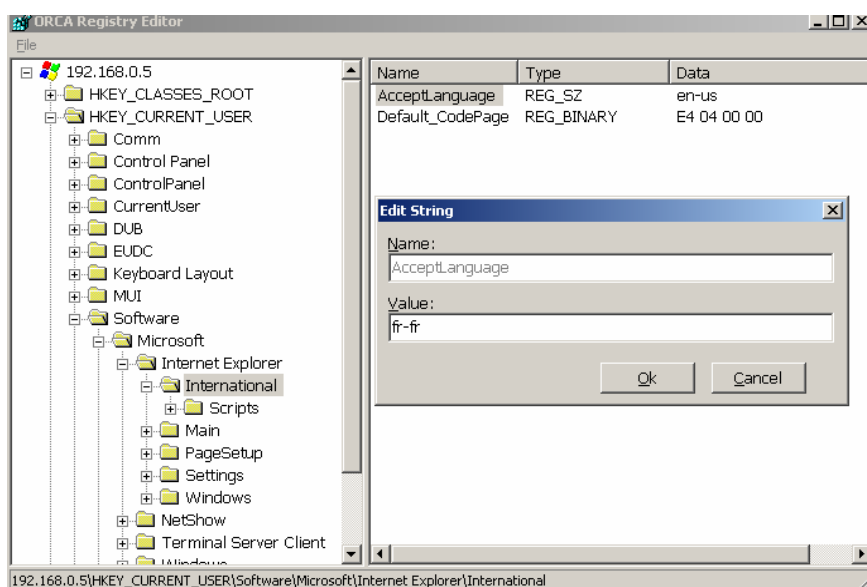 ORCA Registry Editor
File
192.168.0.5
HKEY_CLASSES_ROOT
HKEY_CURRENT_USER
Comm
Control Panel
ControlPanel
CurrentUser
DUB
EUDC
Keyboard Layout
MUI
Software
Microsoft
Internet Explorer
International
Scripts
Main
PageSetup
Settings
Windows
NetShow
Terminal Server Client
Windows
Name Type Data
AcceptLanguage REG_SZ en-us
Default_CodePage REG_BINARY E4 04 00 00
Edit String
Name:
AcceptLanguage
Value:
fr-fr
Ok Cancel
192.168.0.5\HKEY_CURRENT_USER\Software\Microsoft\Internet Explorer\International